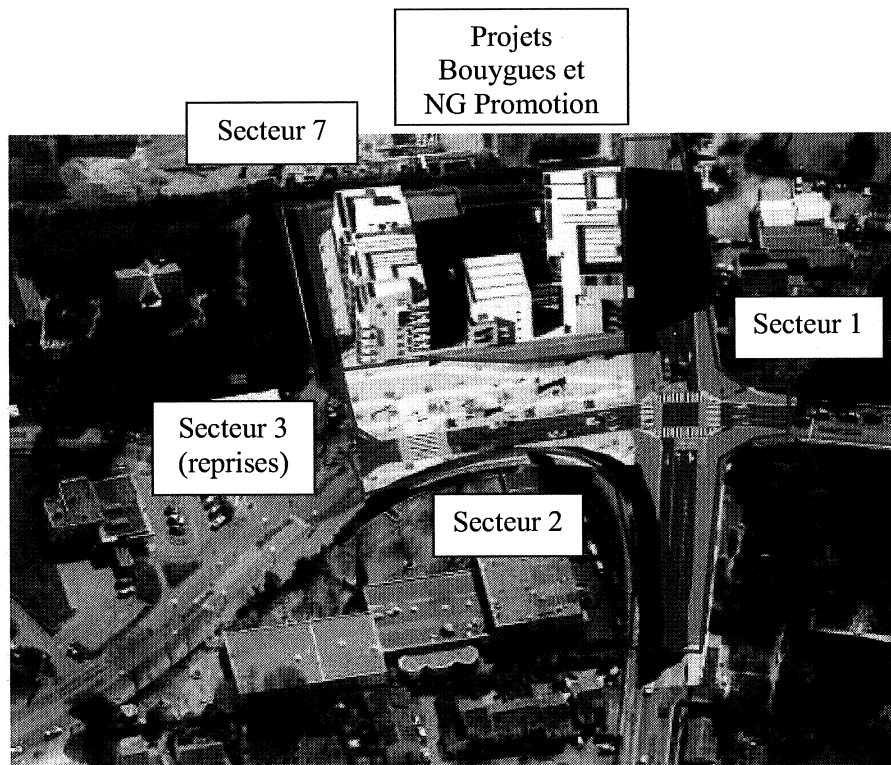 Projets
Bouygues et
NG Promotion
Secteur 7
Secteur 1
Secteur 3
(reprises)
Secteur 2